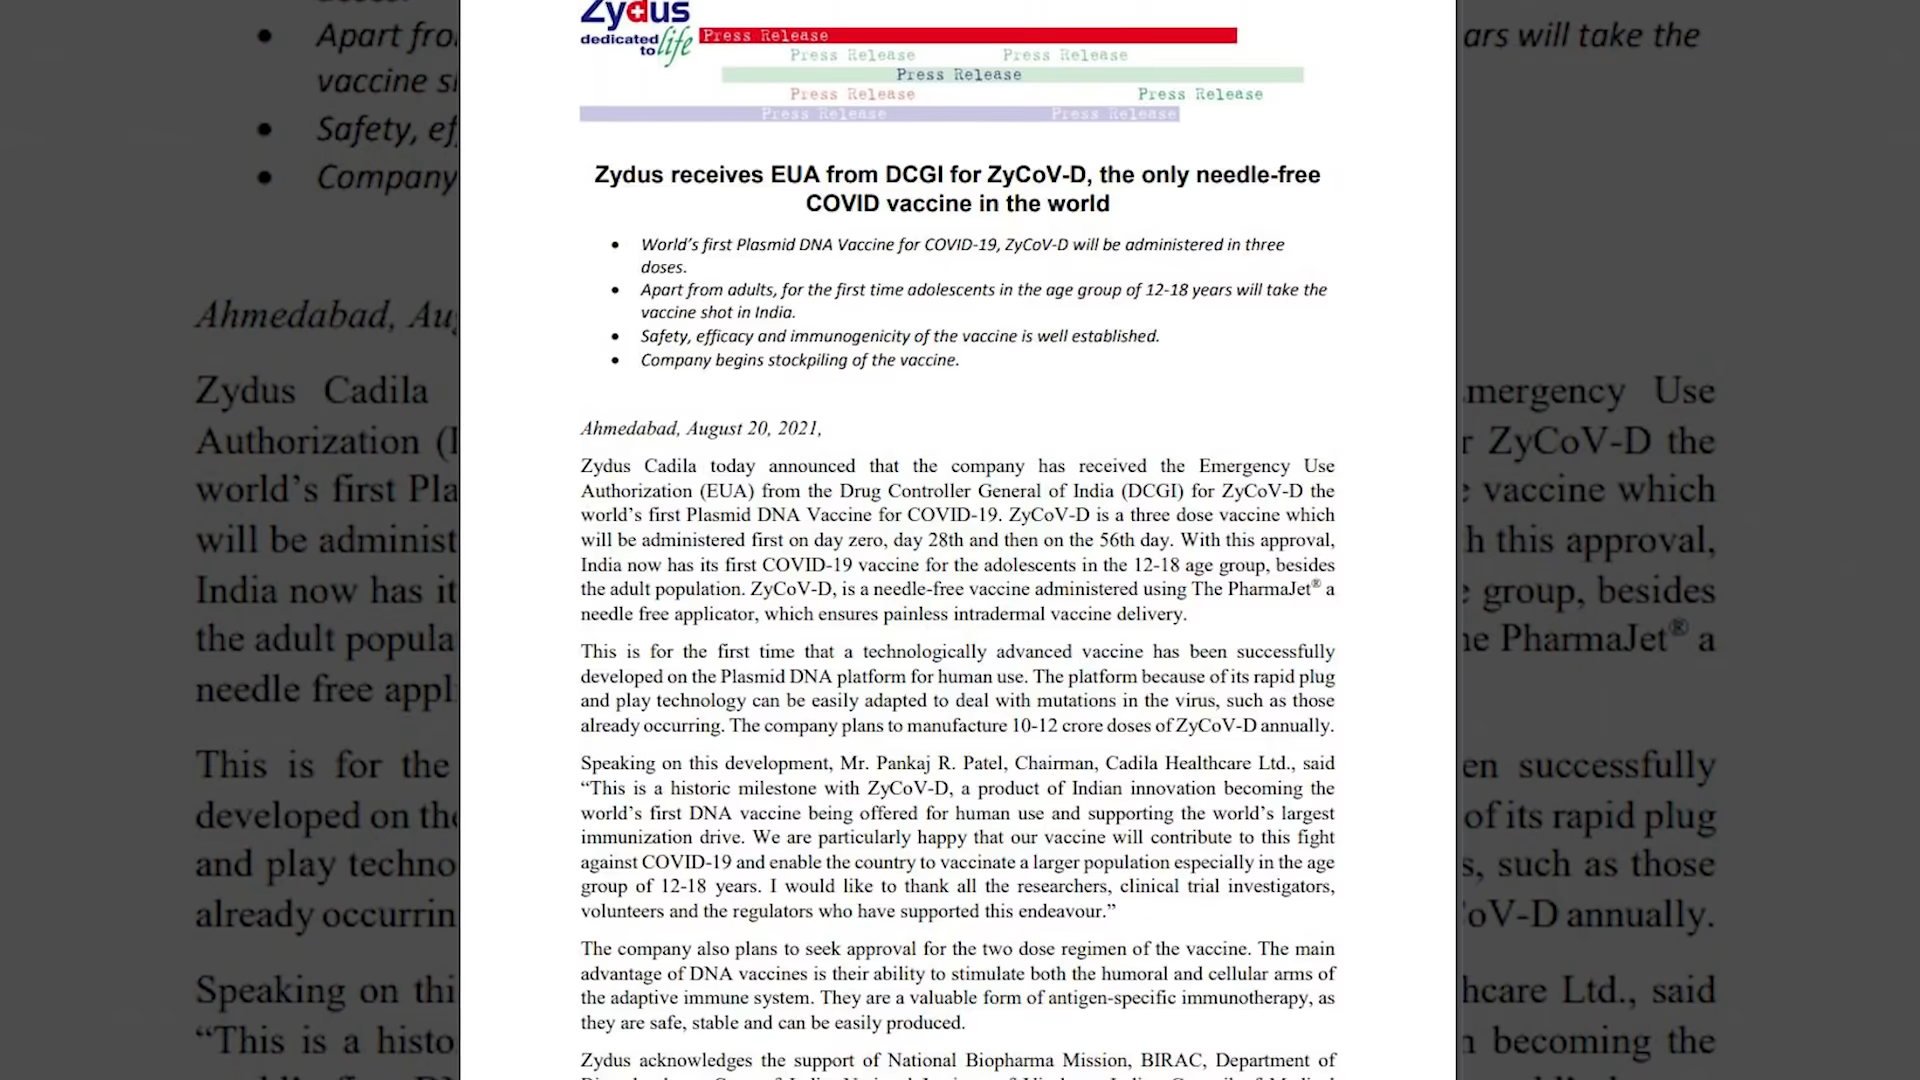 Zydus
dedicated
to life
Press Release
Press Release Press Release
Press Release
Press Release Press Release
Press Release Press Release
Zydus receives EUA from DCGI for ZyCoV-D, the only needle-free
COVID vaccine in the world
• World’s first Plasmid DNA Vaccine for COVID-19, ZyCoV-D will be administered in three
doses.
• Apart from adults, for the first time adolescents in the age group of 12-18 years will take the
vaccine shot in India.
• Safety, efficacy and immunogenicity of the vaccine is well established.
• Company begins stockpiling of the vaccine.
Ahmedabad, August 20, 2021,
Zydus Cadila today announced that the company has received the Emergency Use
Authorization (EUA) from the Drug Controller General of India (DCGI) for ZyCoV-D the
world’s first Plasmid DNA Vaccine for COVID-19. ZyCoV-D is a three dose vaccine which
will be administered first on day zero, day 28th and then on the 56th day. With this approval,
India now has its first COVID-19 vaccine for the adolescents in the 12-18 age group, besides
the adult population. ZyCoV-D, is a needle-free vaccine administered using The PharmaJet® a
needle free applicator, which ensures painless intradermal vaccine delivery.
This is for the first time that a technologically advanced vaccine has been successfully
developed on the Plasmid DNA platform for human use. The platform because of its rapid plug
and play technology can be easily adapted to deal with mutations in the virus, such as those
already occurring. The company plans to manufacture 10-12 crore doses of ZyCoV-D annually.
Speaking on this development, Mr. Pankaj R. Patel, Chairman, Cadila Healthcare Ltd., said
“This is a historic milestone with ZyCoV-D, a product of Indian innovation becoming the
world’s first DNA vaccine being offered for human use and supporting the world’s largest
immunization drive. We are particularly happy that our vaccine will contribute to this fight
against COVID-19 and enable the country to vaccinate a larger population especially in the age
group of 12-18 years. I would like to thank all the researchers, clinical trial investigators,
volunteers and the regulators who have supported this endeavour.”
The company also plans to seek approval for the two dose regimen of the vaccine. The main
advantage of DNA vaccines is their ability to stimulate both the humoral and cellular arms of
the adaptive immune system. They are a valuable form of antigen-specific immunotherapy, as
they are safe, stable and can be easily produced.
Zydus acknowledges the support of National Biopharma Mission, BIRAC, Department of